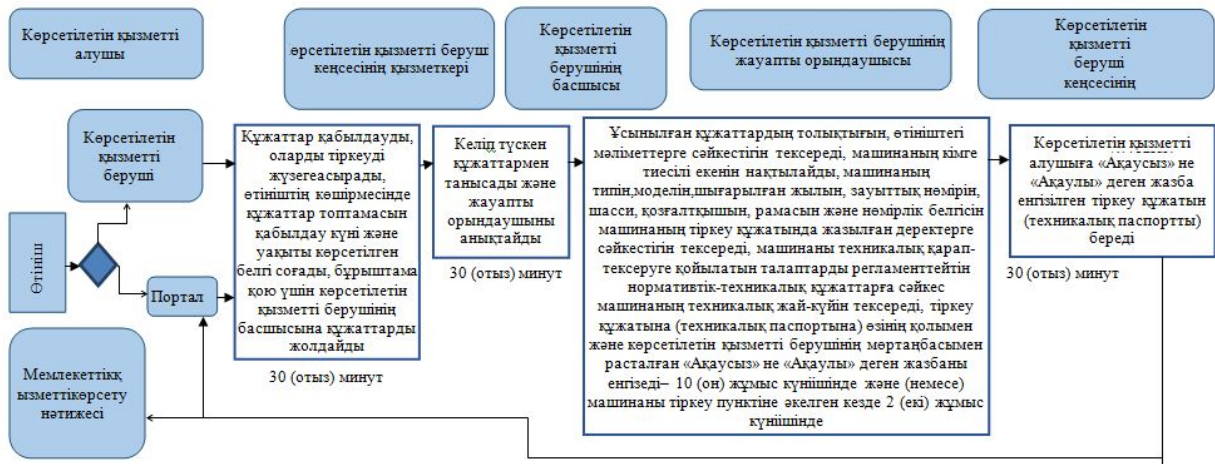 Көрсетілетін қызметті
алушы
өрсетілетін қызметті беруш
кеңсесінің қызметкері
Көрсетілетін
қызметті
берушінің
басшысы
Көрсетілетін қызметті берушінің
жауапты орындаушысы
Көрсетілетін
қызметті
беруші
кеңсесінің
Көрсетілетін
қызметті
беруші
Өтініш
Портал
Мемлекеттікқ
ызметтікөрсету
нәтижесі
Құжаттар қабылдауды,
оларды тіркеуді
жүзегеасырады,
өтініштің көшірмесінде
құжаттар топтамасын
қабылдау күні және
уақыты көрсетілген
белгі соғады, бұрыштама
қою үшін көрсетілетін
қызметті берушінің
басшысына құжаттарды
жолдайды
30 (отыз) минут
Келід түскен
құжаттармен
танысады және
жауапты
орындаушыны
анықтайды
30 (отыз) минут
Ұсынылған құжаттардың толықтығын, өтініштегі
мәліметтерге сәйкестігін тексереді, машинаның кімге
тиесілі екенін нақтылайды, машинаның
типін,моделін,шығарылған жылын, зауыттық нөмірін,
шасси, қозғалтқышын, рамасын және нөмірлік белгісін
машинаның тіркеу құжатында жазылған деректерге
сәйкестігін тексереді, машинаны техникалық қарап-
тексеруге қойылатын талаптарды регламенттейтін
нормативтік-техникалық құжаттарға сәйкес
машинаның техникалық жай-күйін тексереді, тіркеу
құжатына (техникалық паспортына) өзінің қолымен
және көрсетілетін қызметті берушінің мөртаңбасымен
расталған «Ақаусыз» не «Ақаулы» деген жазбаны
енгізеді– 10 (он) жұмыс күніішінде және (немесе)
машинаны тіркеу пунктіне әкелген кезде 2 (екі) жұмыс
күніішінде
Көрсетілетін қызметті
алушыға «Ақаусыз» не
«Ақаулы» деген жазба
енгізілген тіркеу құжатын
(техникалық паспортты)
береді
30 (отыз) минут